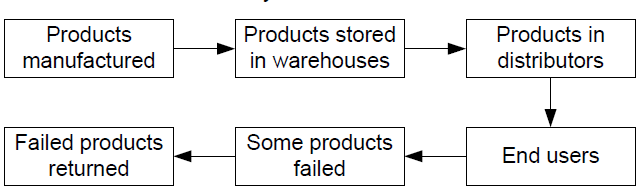 Products
manufactured
Products stored
in warehouses
Products in
distributors
End users
Some products
failed
Failed products
returned